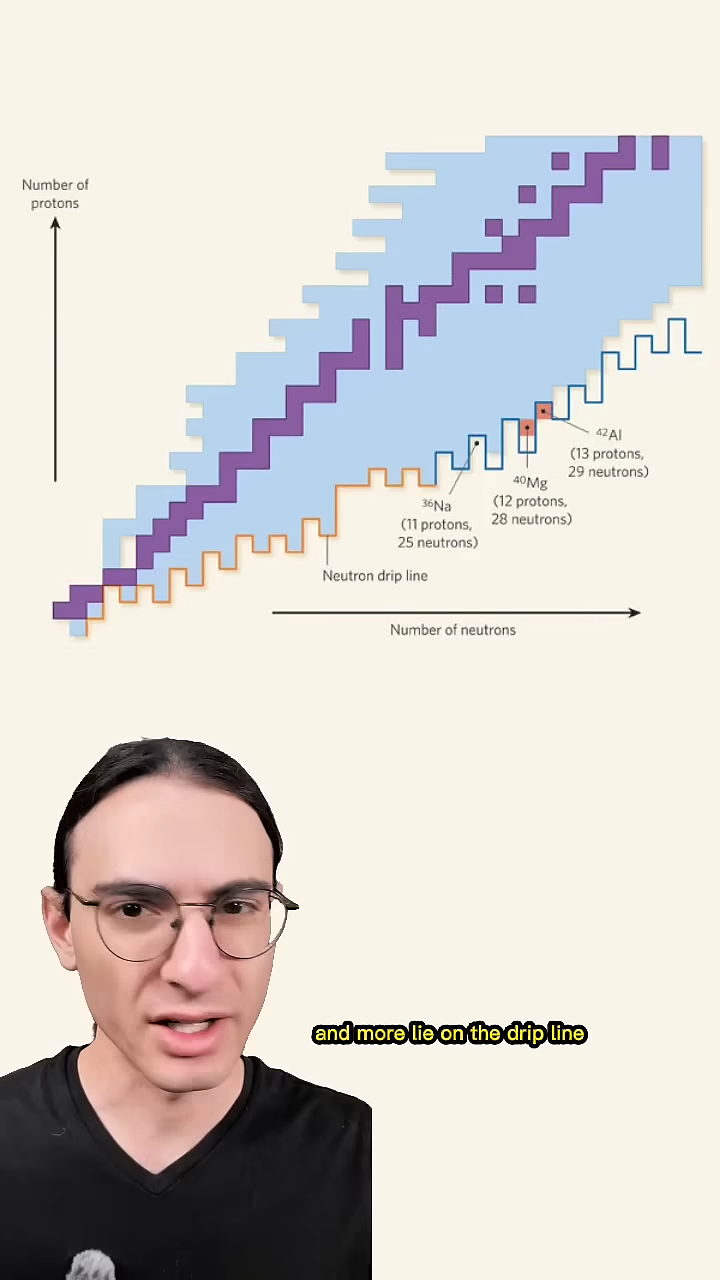 Number of
protons
⁴²Al
(13 protons,
29 neutrons)
⁴⁰Mg
(12 protons,
28 neutrons)
³⁶Na
(11 protons,
25 neutrons)
Neutron drip line
Number of neutrons
and more lie on the drip line